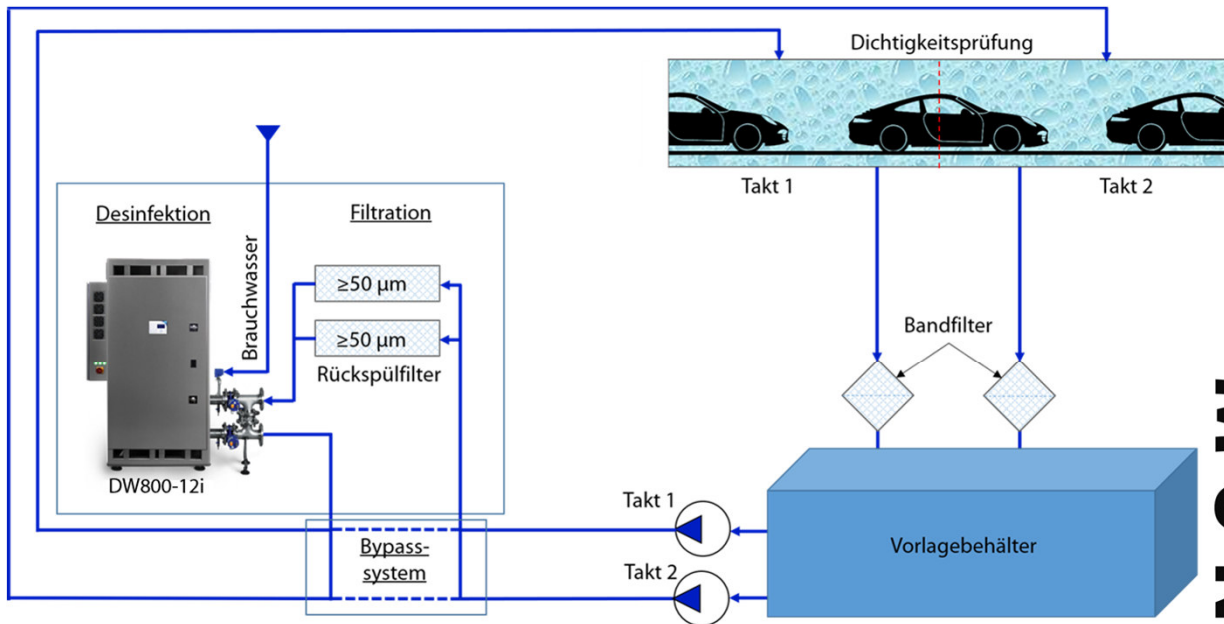 Dichtigkeitsprüfung
Takt 1
Takt 2
Desinfektion
Filtration
Brauchwasser
≥50 µm
≥50 µm
Rückspülfilter
DW800-12i
Bandfilter
Takt 1
Takt 2
Bypass-
system
Vorlagebehälter